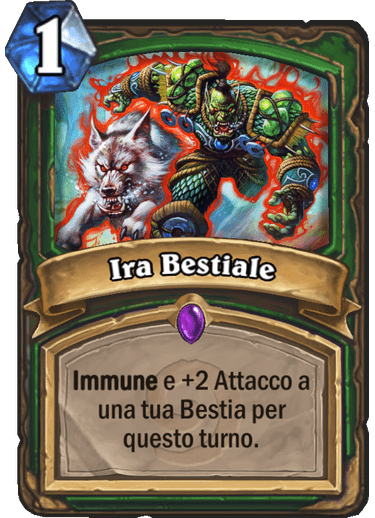 1
Ira Bestiale
Immune e +2 Attacco a
una tua Bestia per
questo turno.